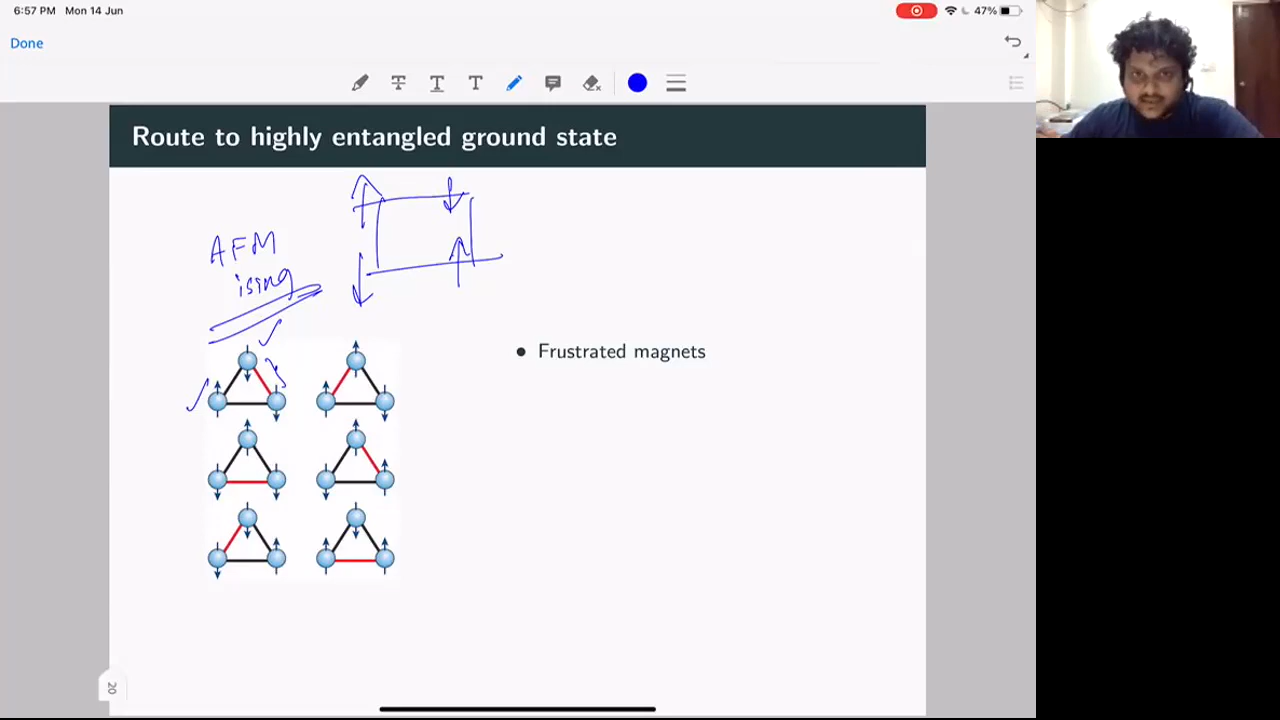 6:57 PM Mon 14 Jun
47%
Done
T T T
Route to highly entangled ground state
AFM
ising
• Frustrated magnets
20